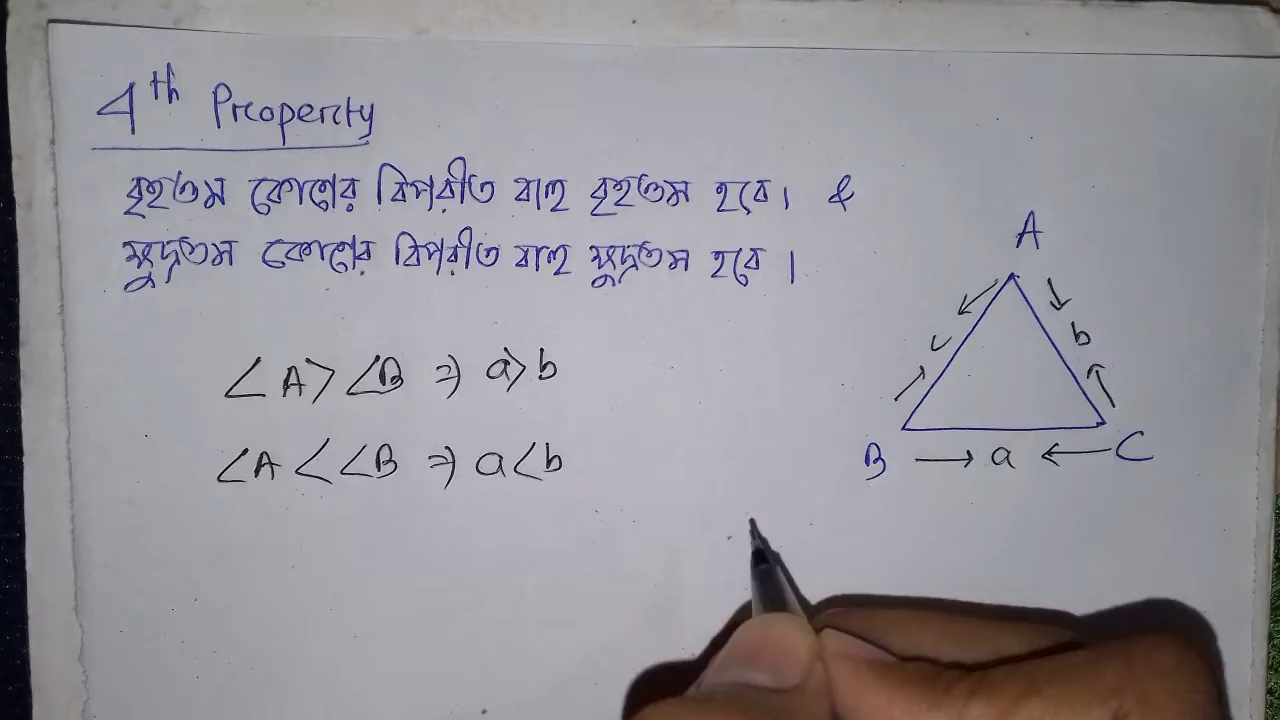 4th Property
বৃহত্তম কোণের বিপরীত বাহু বৃহত্তম হবে। &
ক্ষুদ্রতম কোণের বিপরীত বাহু ক্ষুদ্রতম হবে।
∠A > ∠B ⇒ a > b
∠A < ∠B ⇒ a < b
A
c b
B → a ← C